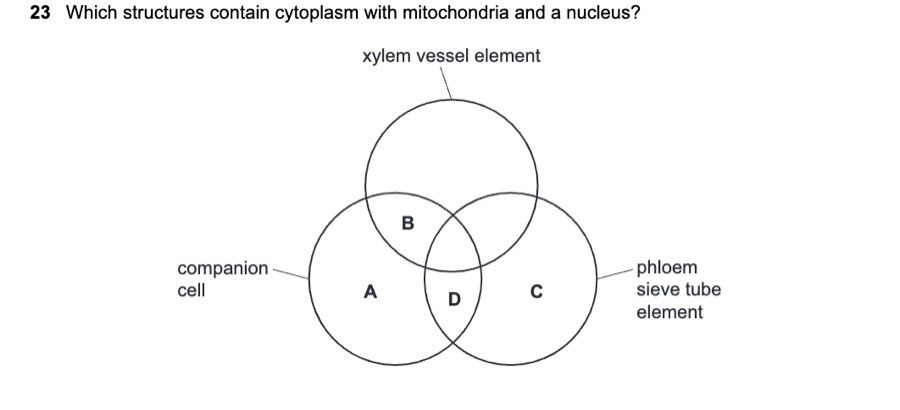 23 Which structures contain cytoplasm with mitochondria and a nucleus?
xylem vessel element
B
companion
cell
A
D
C
phloem
sieve tube
element